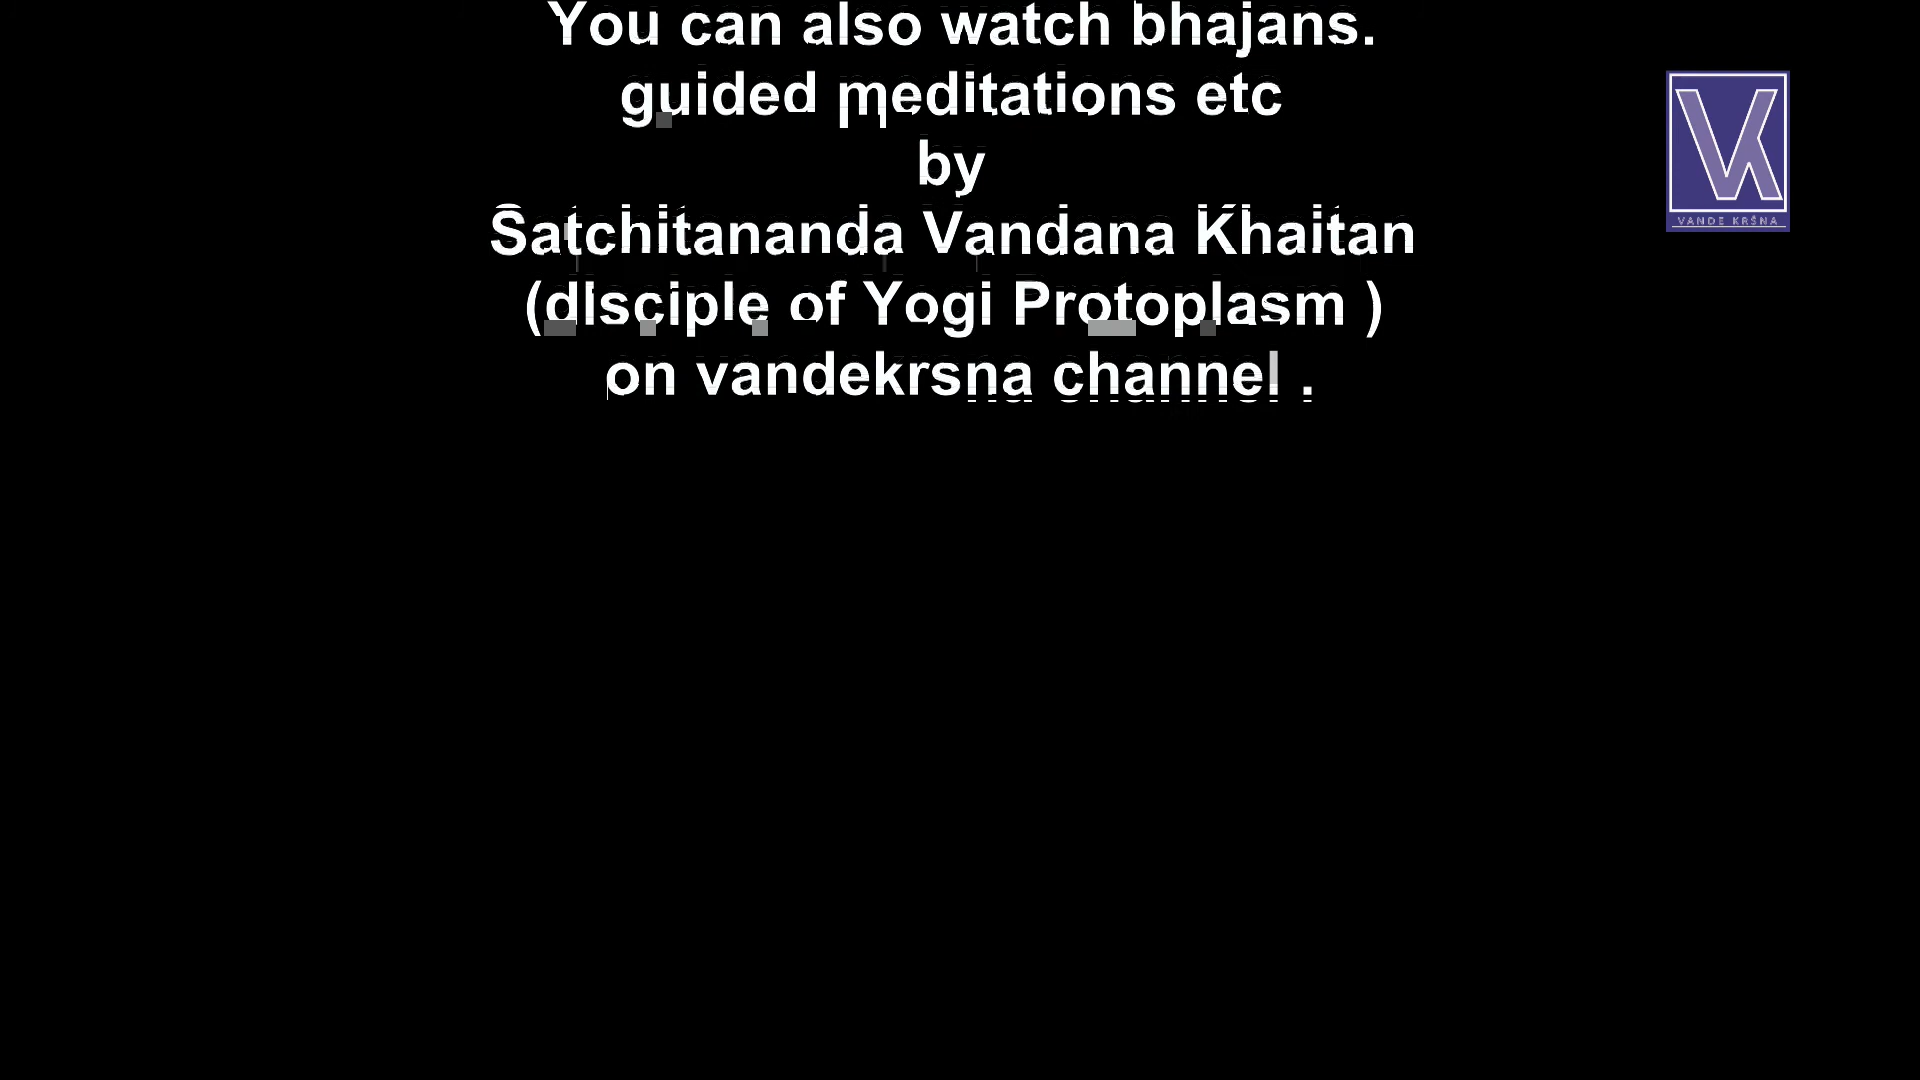 You can also watch bhajans.
guided meditations etc
by
Satchitananda Vandana Khaitan
(disciple of Yogi Protoplasm )
on vandekrsna channel .
VK
VANDE KRŠNA